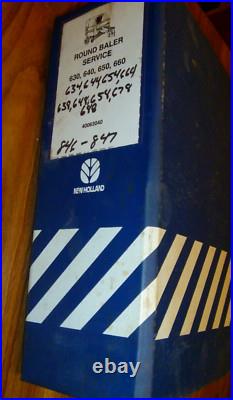 ROUND BALER
SERVICE
630, 640, 650, 660
634, 644, 654, 664
638, 648, 658, 678
688
40063040
846 - 847
NEW HOLLAND